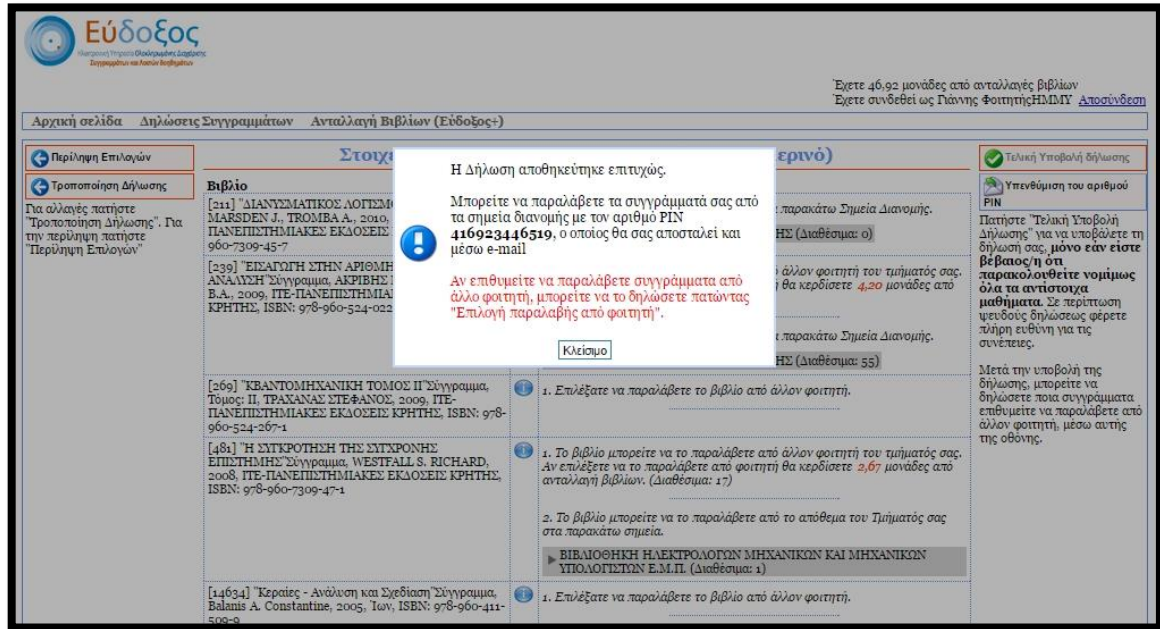 Εύδοξος
Ηλεκτρονική Υπηρεσία Ολοκληρωμένης Διαχείρισης
Συγγραμμάτων και Λοιπών Βοηθημάτων
Έχετε 46,92 μονάδες από ανταλλαγές βιβλίων
Έχετε συνδεθεί ως Γιάννης ΦοιτητήςΗΜΜΥ Αποσύνδεση
Αρχική σελίδα Δηλώσεις Συγγραμμάτων Ανταλλαγή Βιβλίων (Εύδοξος+)
Περίληψη Επιλογών
Τροποποίηση Δήλωσης
Για αλλαγές πατήστε
"Τροποποίηση Δήλωσης". Για
την περίληψη πατήστε
"Περίληψη Επιλογών"
Στοιχε
ερινό)
Βιβλίο
[211] "ΔΙΑΝΥΣΜΑΤΙΚΟΣ ΛΟΓΙΣΜ
MARSDEN J., TROMBA A., 2010,
ΠΑΝΕΠΙΣΤΗΜΙΑΚΕΣ ΕΚΔΟΣΕΙΣ
960-7309-45-7
παρακάτω Σημεία Διανομής.
ΗΣ (Διαθέσιμα: 0)
[239] "ΕΙΣΑΓΩΓΗ ΣΤΗΝ ΑΡΙΘΜΗ
ΑΝΑΛΥΣΗ"Σύγγραμμα, ΑΚΡΙΒΗΣ
Β.Α., 2009, ΙΤΕ-ΠΑΝΕΠΙΣΤΗΜΙΑ
ΚΡΗΤΗΣ, ISBN: 978-960-524-022
άλλον φοιτητή του τμήματός σας.
θα κερδίσετε 4,20 μονάδες από
παρακάτω Σημεία Διανομής.
ΗΣ (Διαθέσιμα: 55)
Η Δήλωση αποθηκεύτηκε επιτυχώς.
Μπορείτε να παραλάβετε τα συγγράμματά σας από
τα σημεία διανομής με τον αριθμό PIN
416923446519, ο οποίος θα σας αποσταλεί και
μέσω e-mail
Αν επιθυμείτε να παραλάβετε συγγράμματα από
άλλο φοιτητή, μπορείτε να το δηλώσετε πατώντας
"Επιλογή παραλαβής από φοιτητή".
Κλείσιμο
[269] "ΚΒΑΝΤΟΜΗΧΑΝΙΚΗ ΤΟΜΟΣ ΙΙ"Σύγγραμμα,
Τόμος: ΙΙ, ΤΡΑΧΑΝΑΣ ΣΤΕΦΑΝΟΣ, 2009, ΙΤΕ-
ΠΑΝΕΠΙΣΤΗΜΙΑΚΕΣ ΕΚΔΟΣΕΙΣ ΚΡΗΤΗΣ, ISBN: 978-
960-524-267-1
1. Επιλέξατε να παραλάβετε το βιβλίο από άλλον φοιτητή.
[481] "Η ΣΥΓΚΡΟΤΗΣΗ ΤΗΣ ΣΥΓΧΡΟΝΗΣ
ΕΠΙΣΤΗΜΗΣ"Σύγγραμμα, WESTFALL S. RICHARD,
2008, ΙΤΕ-ΠΑΝΕΠΙΣΤΗΜΙΑΚΕΣ ΕΚΔΟΣΕΙΣ ΚΡΗΤΗΣ,
ISBN: 978-960-7309-47-1
1. Το βιβλίο μπορείτε να το παραλάβετε από άλλον φοιτητή του τμήματός σας.
Αν επιλέξετε να το παραλάβετε από φοιτητή θα κερδίσετε 2,67 μονάδες από
ανταλλαγή βιβλίων. (Διαθέσιμα: 17)
2. Το βιβλίο μπορείτε να το παραλάβετε από το απόθεμα του Τμήματός σας
στα παρακάτω σημεία.
ΒΙΒΛΙΟΘΗΚΗ ΗΛΕΚΤΡΟΛΟΓΩΝ ΜΗΧΑΝΙΚΩΝ ΚΑΙ ΜΗΧΑΝΙΚΩΝ
ΥΠΟΛΟΓΙΣΤΩΝ Ε.Μ.Π. (Διαθέσιμα: 1)
[14634] "Κεραίες - Ανάλυση και Σχεδίαση"Σύγγραμμα,
Balanis A. Constantine, 2005, Ίων, ISBN: 978-960-411-
509-9
1. Επιλέξατε να παραλάβετε το βιβλίο από άλλον φοιτητή.
Τελική Υποβολή δήλωσης
Υπενθύμιση του αριθμού
PIN
Πατήστε "Τελική Υποβολή
Δήλωσης" για να υποβάλετε τη
δήλωσή σας, μόνο εάν είστε
βέβαιος/η ότι
παρακολουθείτε νομίμως
όλα τα αντίστοιχα
μαθήματα. Σε περίπτωση
ψευδούς δηλώσεως φέρετε
πλήρη ευθύνη για τις
συνέπειες.
Μετά την υποβολή της
δήλωσης, μπορείτε να
δηλώσετε ποια συγγράμματα
επιθυμείτε να παραλάβετε από
άλλον φοιτητή, μέσω αυτής
της οθόνης.